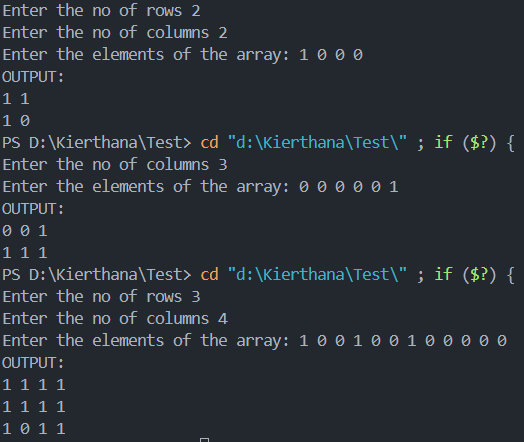 Enter the no of rows 2
Enter the no of columns 2
Enter the elements of the array: 1 0 0 0
OUTPUT:
1 1
1 0
PS D:\Kierthana\Test> cd "d:\Kierthana\Test\" ; if ($?) {
Enter the no of columns 3
Enter the elements of the array: 0 0 0 0 0 1
OUTPUT:
0 0 1
1 1 1
PS D:\Kierthana\Test> cd "d:\Kierthana\Test\" ; if ($?) {
Enter the no of rows 3
Enter the no of columns 4
Enter the elements of the array: 1 0 0 1 0 0 1 0 0 0 0 0
OUTPUT:
1 1 1 1
1 1 1 1
1 0 1 1